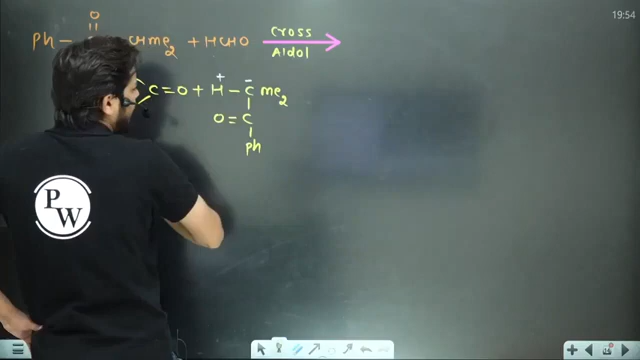 19:54
O
Ph - CHMe2 + HCHO Cross Aldol
+ -
C=O + H - C Me2
O = C
Ph
PW